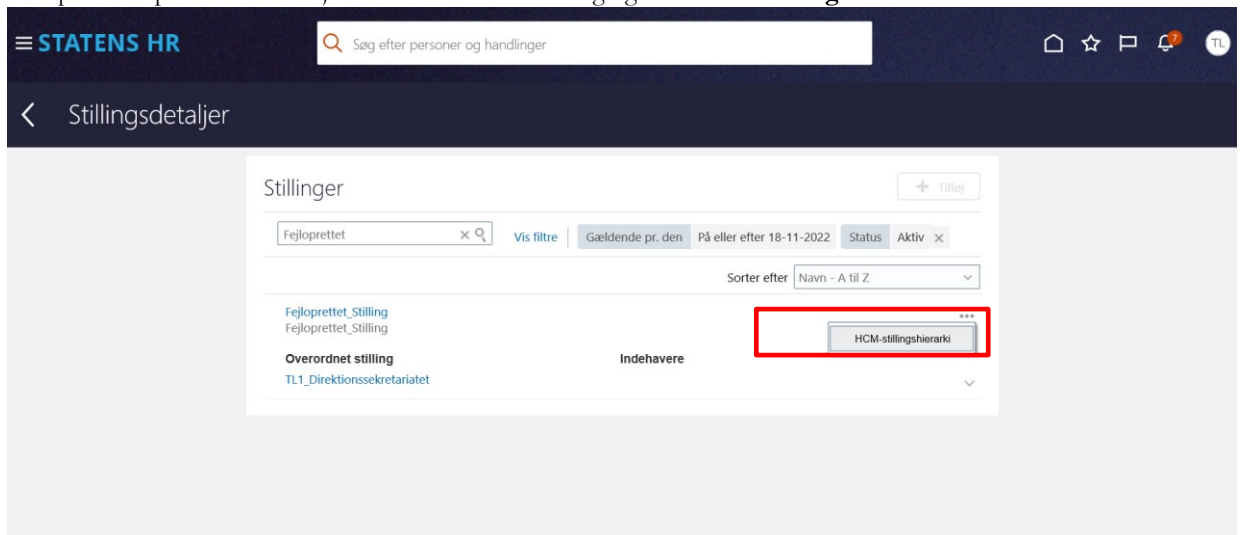 STATENS HR
Søg efter personer og handlinger
7
TL
Stillingsdetaljer
Stillinger
+ Tilføj
Fejloprettet
Vis filtre
Gældende pr. den På eller efter 18-11-2022 Status Aktiv
Sorter efter Navn - A til Z
Fejloprettet_Stilling
Fejloprettet_Stilling
HCM-stillingshierarki
Overordnet stilling Indehavere
TL1_Direktionssekretariatet